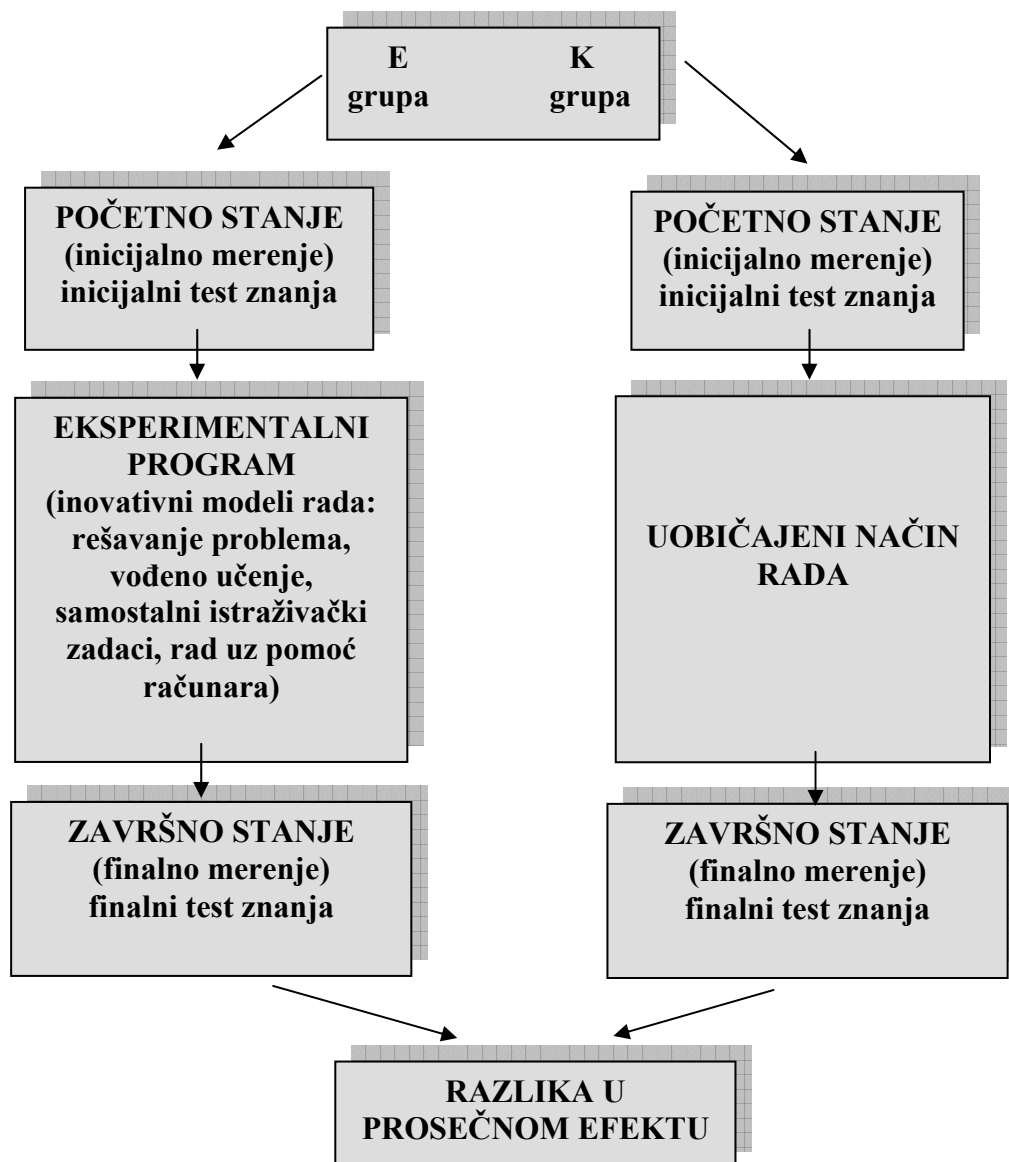 E K
grupa grupa
POČETNO STANJE
(inicijalno merenje)
inicijalni test znanja
POČETNO STANJE
(inicijalno merenje)
inicijalni test znanja
EKSPERIMENTALNI
PROGRAM
(inovativni modeli rada:
rešavanje problema,
vođeno učenje,
samostalni istraživački
zadaci, rad uz pomoć
računara)
UOBIČAJENI NAČIN
RADA
ZAVRŠNO STANJE
(finalno merenje)
finalni test znanja
ZAVRŠNO STANJE
(finalno merenje)
finalni test znanja
RAZLIKA U
PROSEČNOM EFEKTU